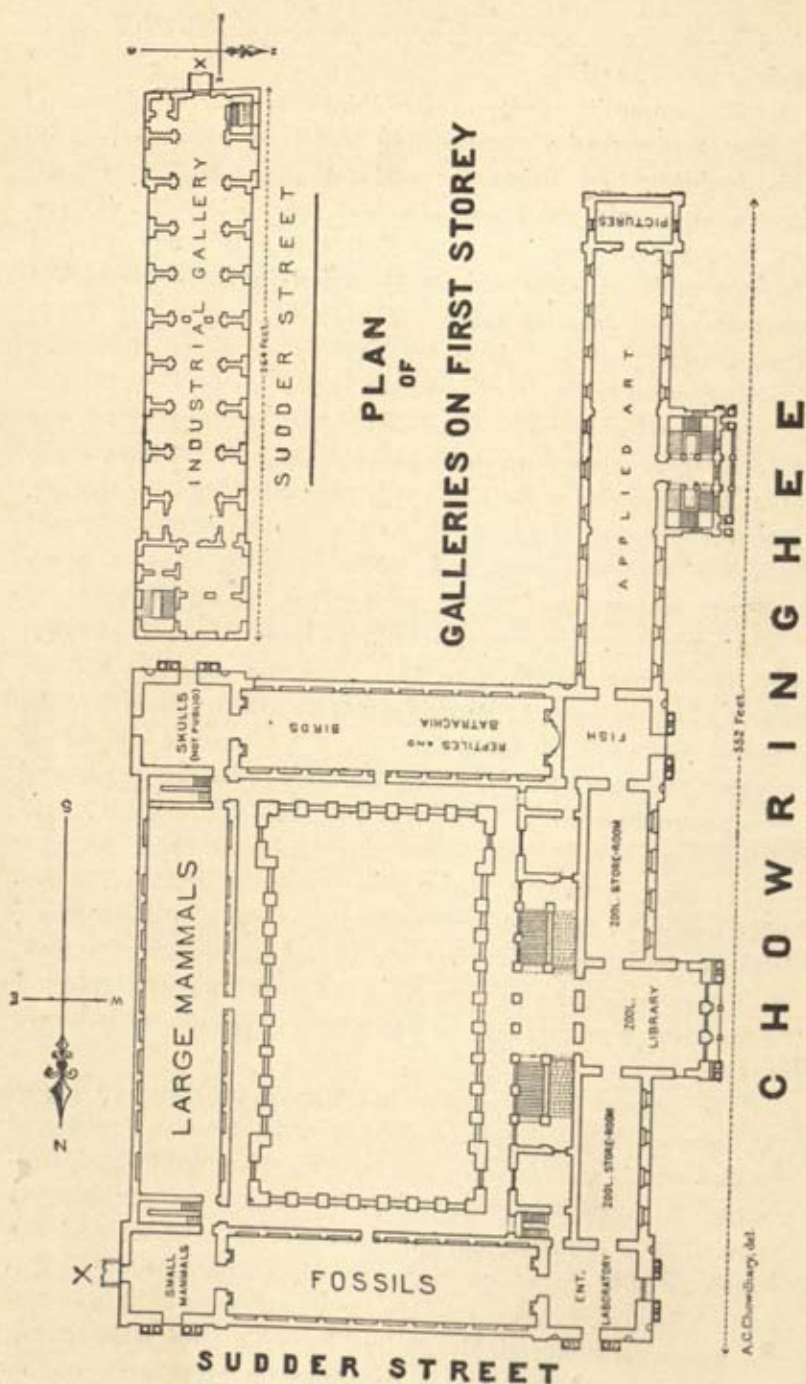 PLAN
OF
GALLERIES ON FIRST STOREY
INDUSTRIAL GALLERY
164 Feet.
SUDDER STREET
X
PICTURES
APPLIED ART
FISH
SKULLS
(NOT PUBLIC)
BIRDS
REPTILES AND
BATRACHIA
LARGE MAMMALS
ZOOL. STORE-ROOM
ZOOL.
LIBRARY
ZOOL. STORE-ROOM
SMALL
MAMMALS
X
FOSSILS
ENT.
LABORATORY
N
S
E
W
SUDDER STREET
CHOWRINGHEE
332 Feet.
A.C. Chowdhary, del.